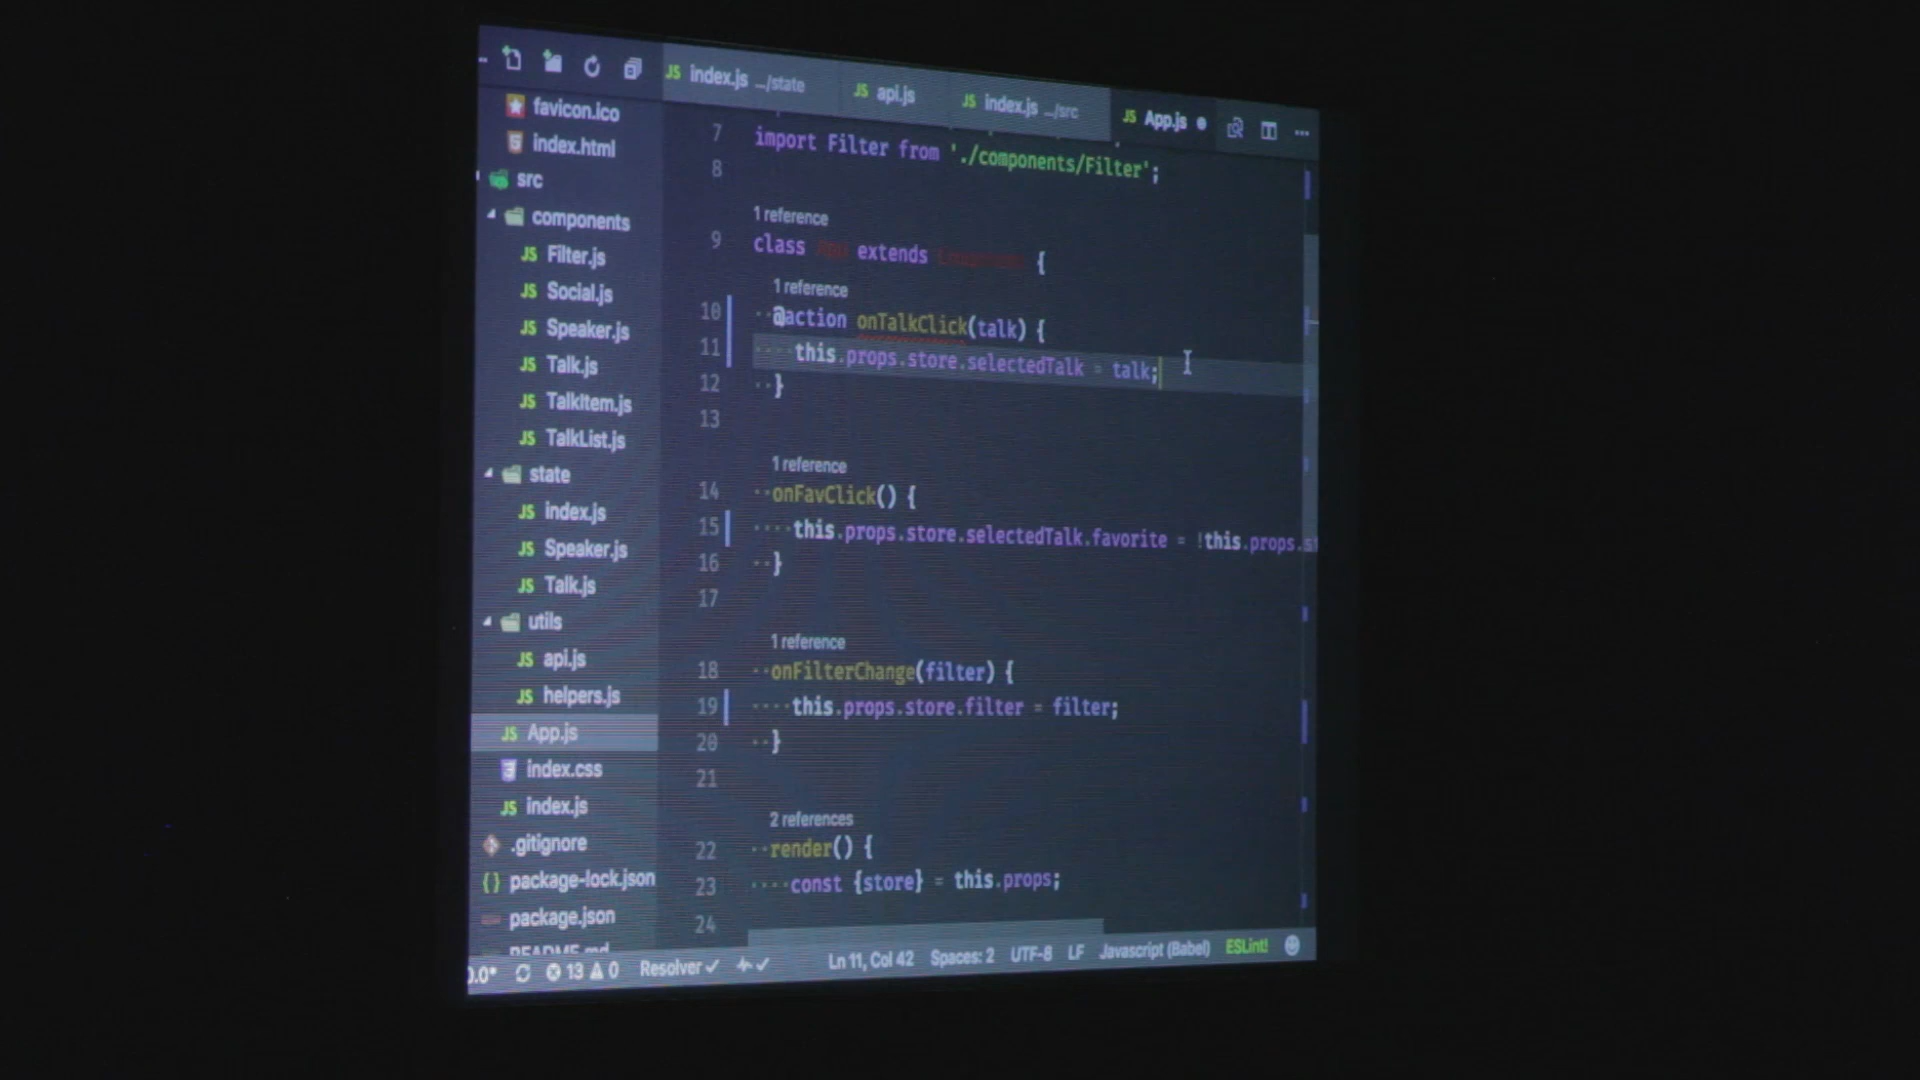 index.js …/state
api.js
index.js …/src
App.js
favicon.ico
index.html
src
components
Filter.js
Social.js
Speaker.js
Talk.js
TalkItem.js
TalkList.js
state
index.js
Speaker.js
Talk.js
utils
api.js
helpers.js
App.js
index.css
index.js
.gitignore
package-lock.json
package.json
README.md
7 import Filter from './components/Filter';
8
1 reference
9 class App extends Component {
1 reference
10 @action onTalkClick(talk) {
11 this.props.store.selectedTalk = talk;
12 }
13
1 reference
14 onFavClick() {
15 this.props.store.selectedTalk.favorite = !this.props.s
16 }
17
1 reference
18 onFilterChange(filter) {
19 this.props.store.filter = filter;
20 }
21
2 references
22 render() {
23 const {store} = this.props;
24
0.0* 13 0 Resolver Ln 11, Col 42 Spaces: 2 UTF-8 LF Javascript (Babel) ESLint!